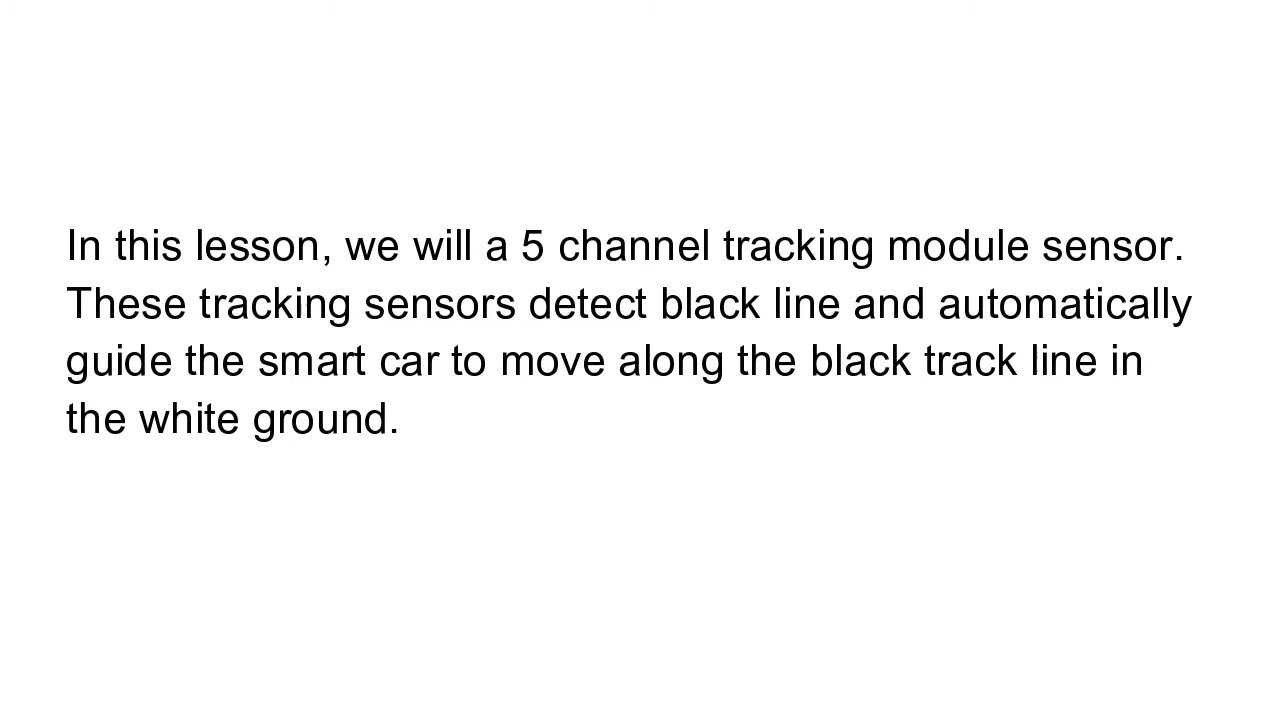 In this lesson, we will a 5 channel tracking module sensor.
These tracking sensors detect black line and automatically
guide the smart car to move along the black track line in
the white ground.